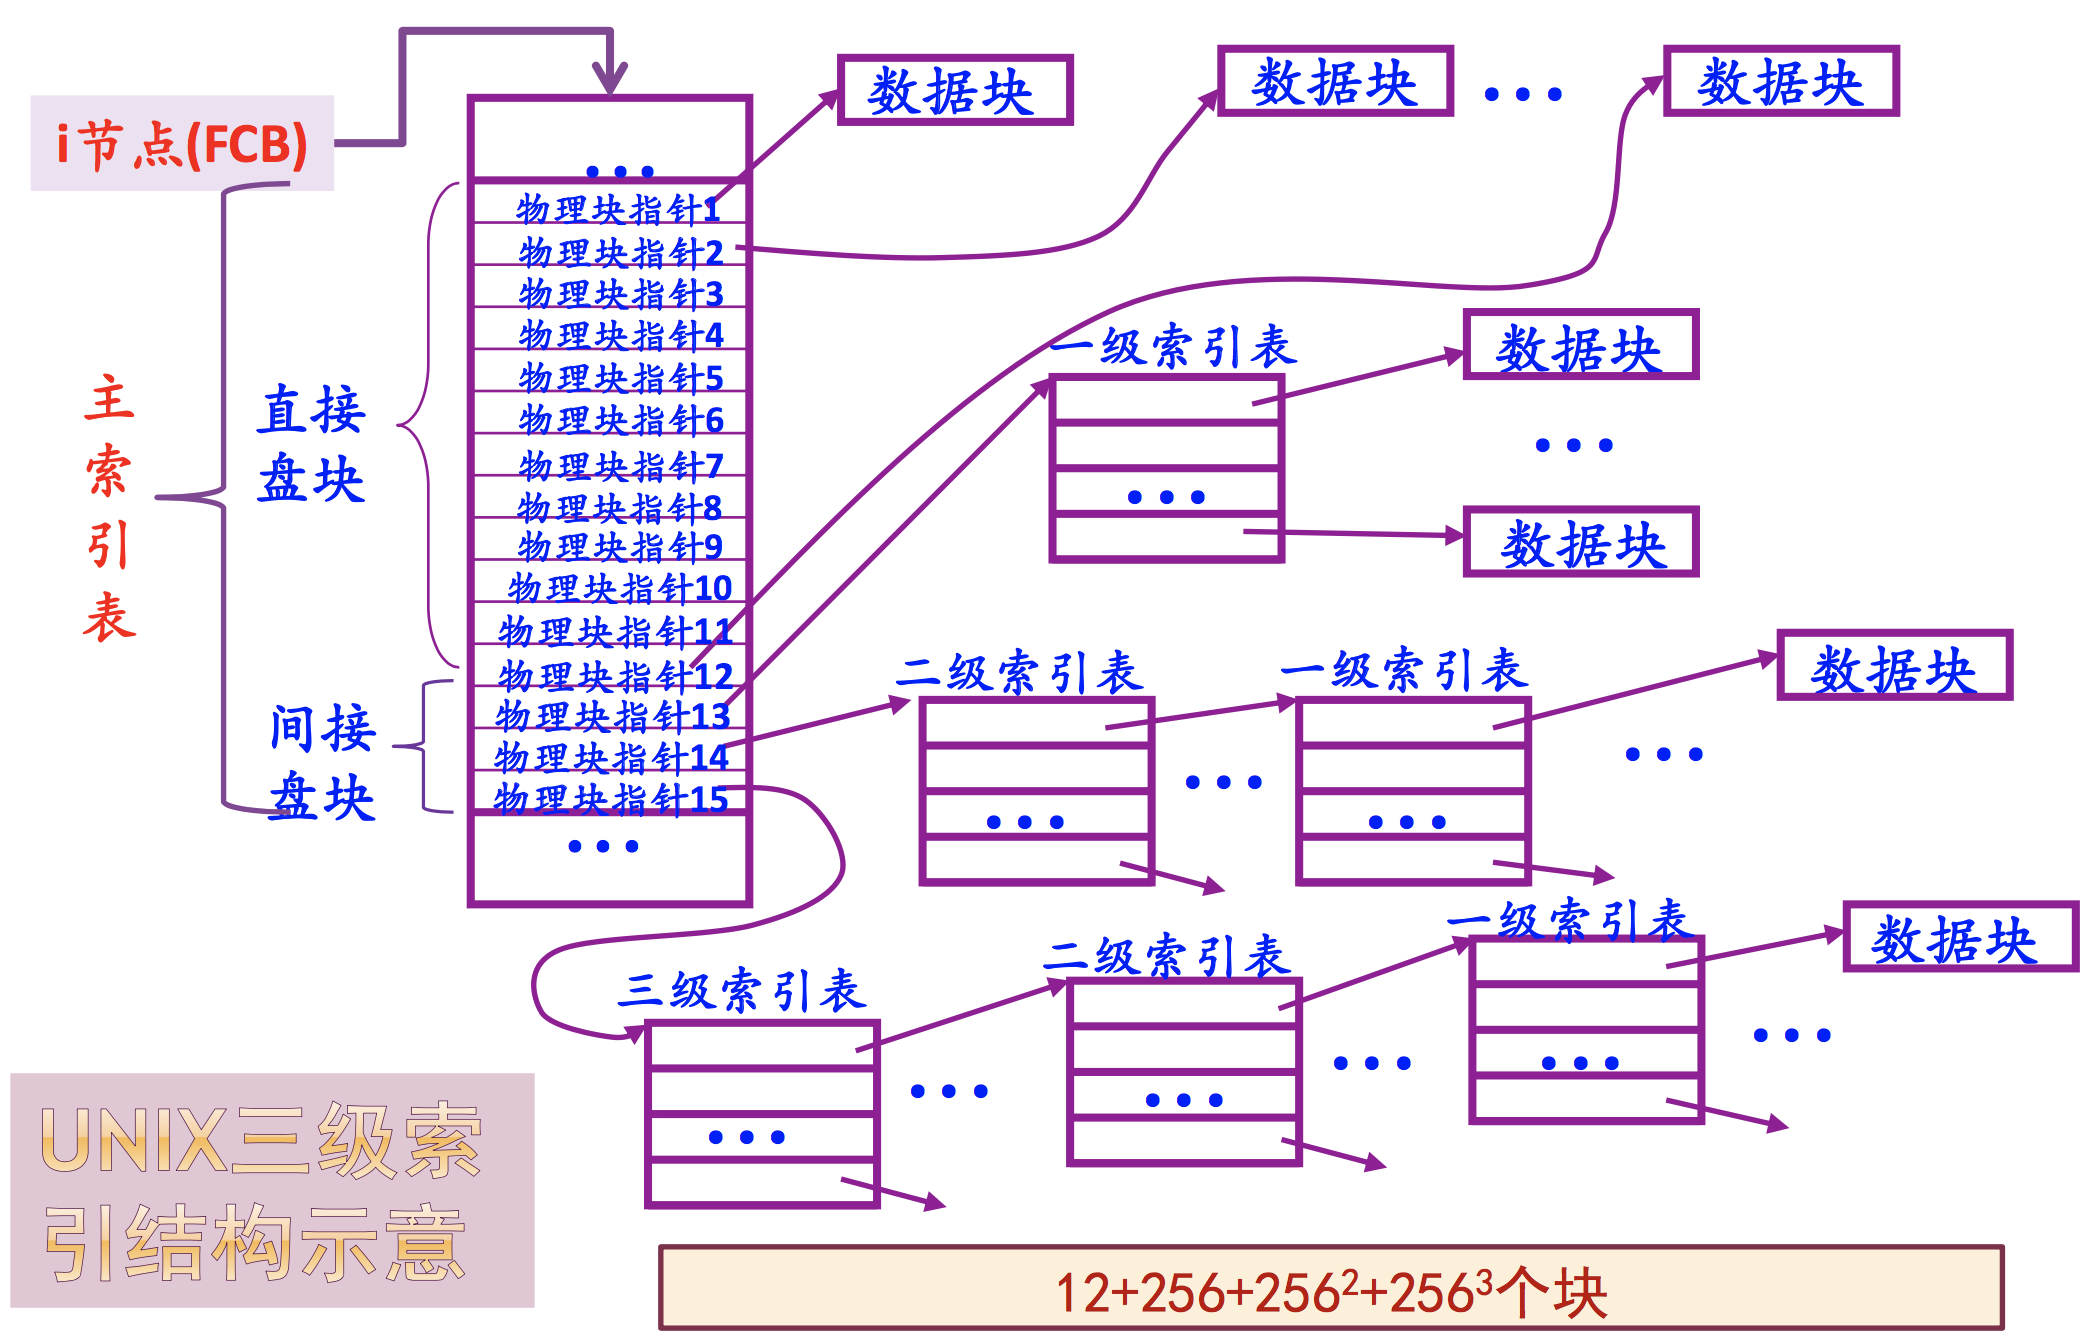 i节点(FCB)
主索引表
直接
盘块
间接
盘块
...
物理块指针1
物理块指针2
物理块指针3
物理块指针4
物理块指针5
物理块指针6
物理块指针7
物理块指针8
物理块指针9
物理块指针10
物理块指针11
物理块指针12
物理块指针13
物理块指针14
物理块指针15
...
数据块
数据块
...
数据块
一级索引表
...
数据块
...
数据块
二级索引表
...
...
一级索引表
...
数据块
...
三级索引表
...
...
二级索引表
...
...
一级索引表
...
数据块
...
UNIX三级索
引结构示意
12+256+256²+256³个块